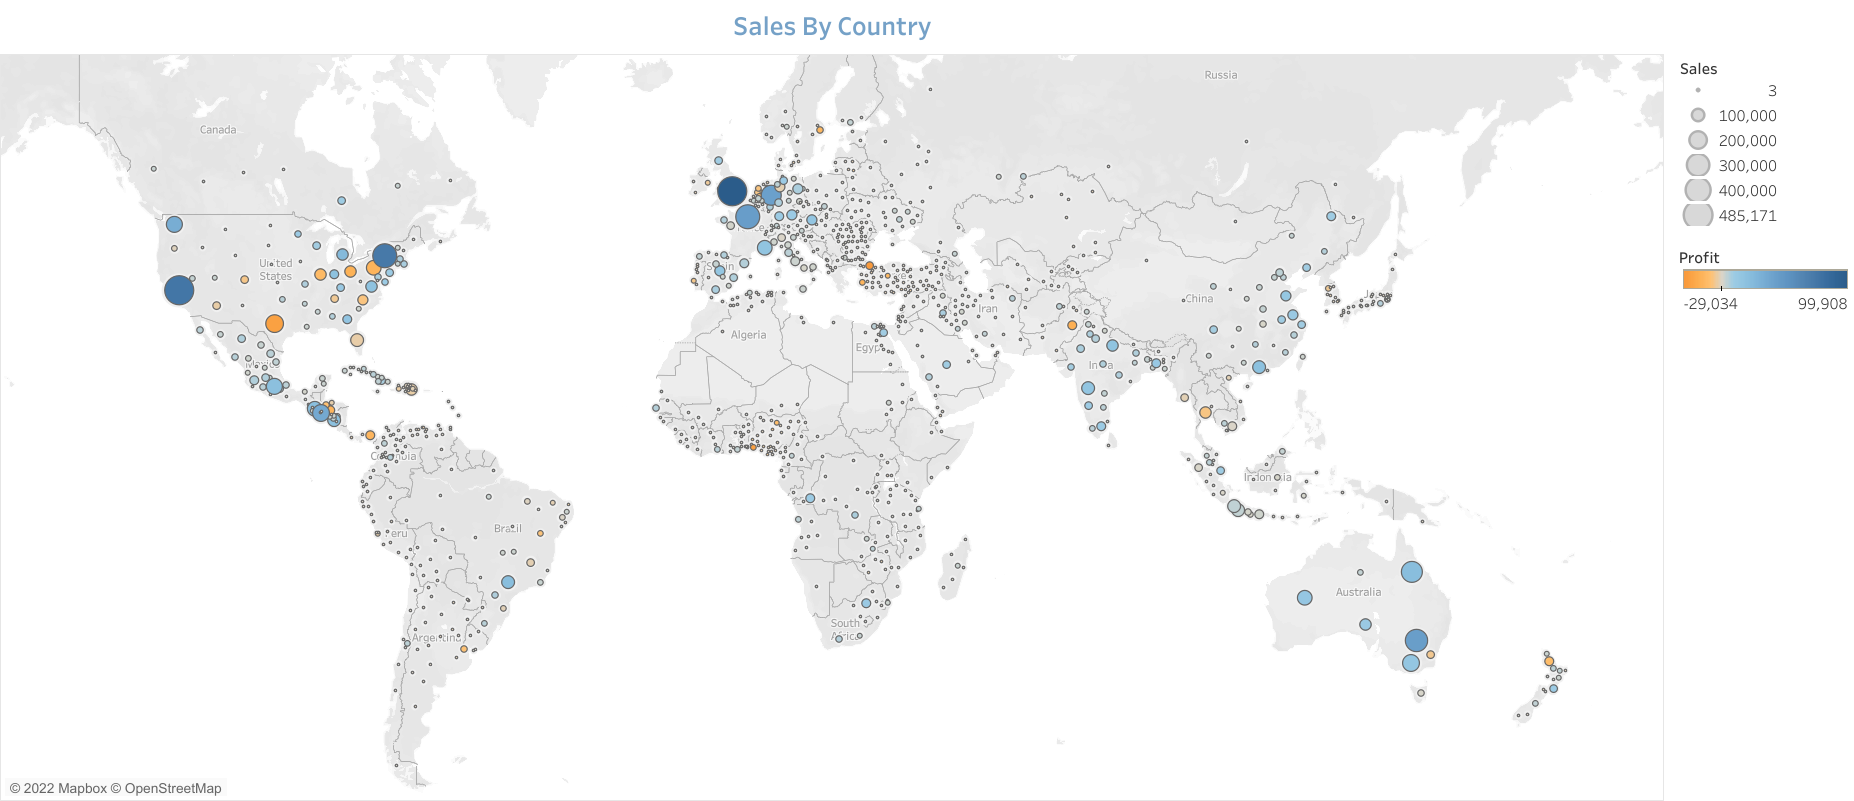 Sales By Country
Russia
Canada
United
States
Mexico
Spain
Algeria
Egypt
Iran
India
China
Colombia
Peru
Brazil
Argentina
South
Africa
Indonesia
Australia
© 2022 Mapbox © OpenStreetMap
Sales
3
100,000
200,000
300,000
400,000
485,171
Profit
-29,034 99,908